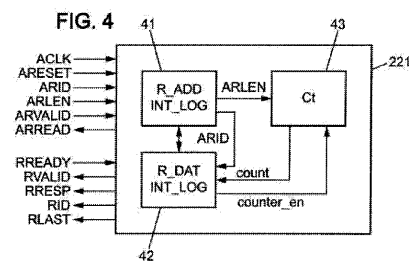 FIG. 4
41
43
221
ACLK
ARESET
ARID
ARLEN
ARVALID
ARREAD
R_ADD
INT_LOG
ARLEN
Ct
ARID
RREADY
RVALID
RRESP
RID
RLAST
R_DAT
INT_LOG
count
counter_en
42